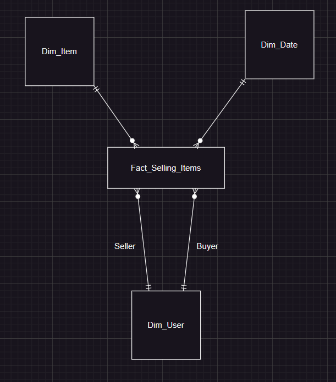 Dim_Item
Dim_Date
Fact_Selling_Items
Seller
Buyer
Dim_User